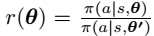 r(𝜽) = π(a|s,𝜽) / π(a|s,𝜽′)